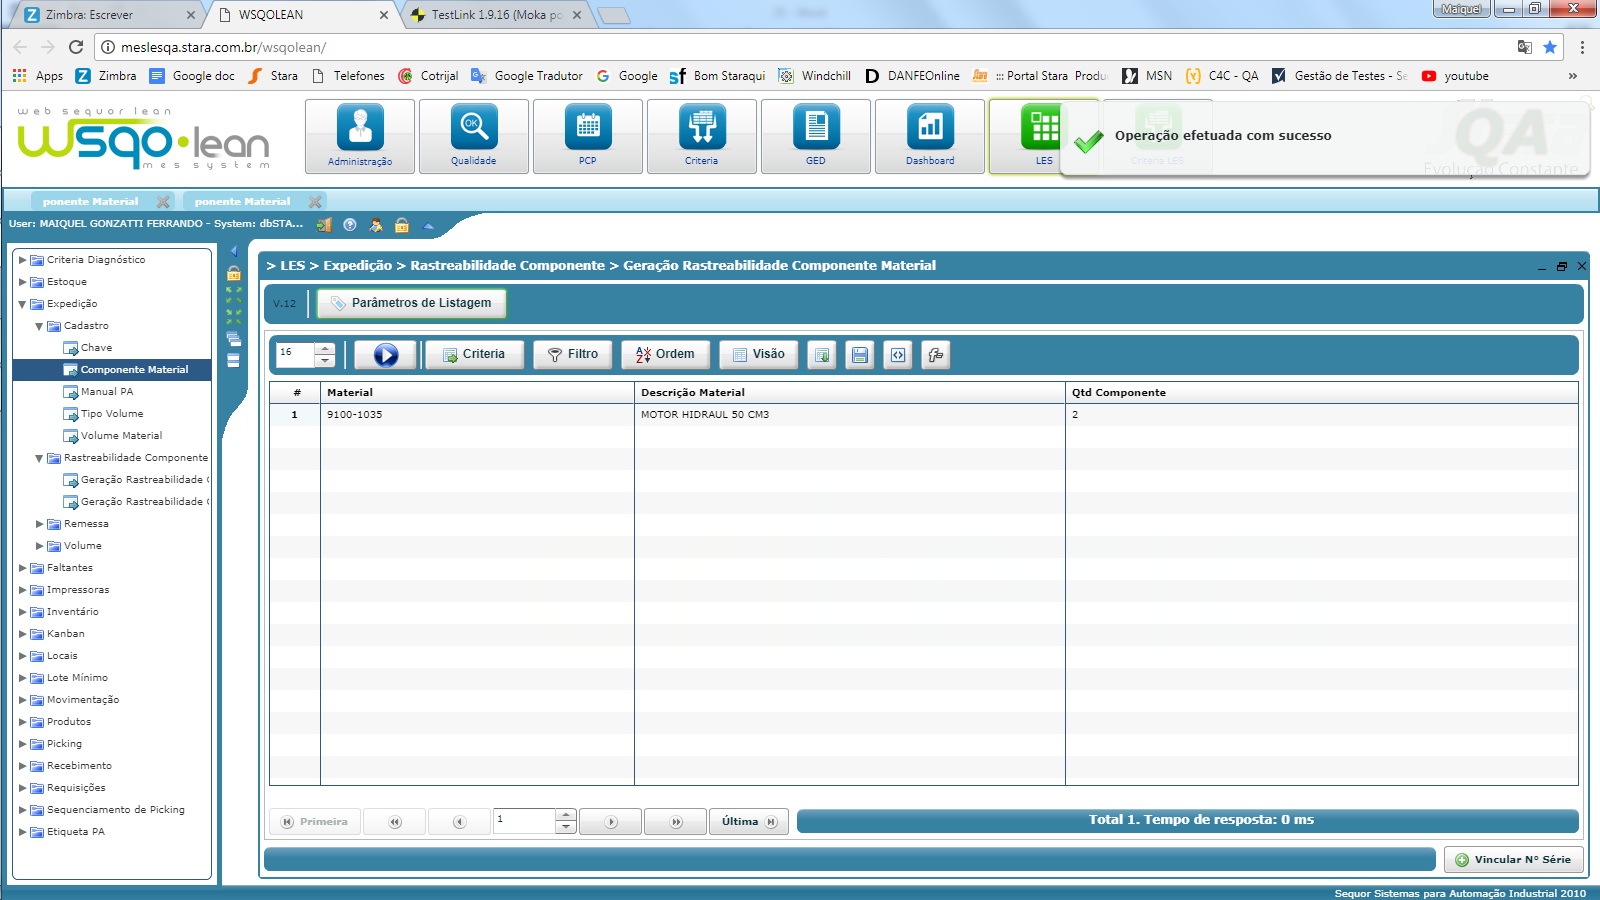 Zimbra: Escrever
WSQOLEAN
TestLink 1.9.16 (Moka po
Maiquel
meslesqa.stara.com.br/wsqolean/
Apps
Zimbra
Google doc
Stara
Telefones
Cotrijal
Google Tradutor
Google
Bom Staraqui
Windchill
DANFEOnline
::: Portal Stara Produ
MSN
C4C - QA
Gestão de Testes - Se
youtube
web sequor lean
wsqo lean
mes system
Administração
Qualidade
PCP
Criteria
GED
Dashboard
LES
Criteria LES
Operação efetuada com sucesso
QA
Evolução Constante
ponente Material
ponente Material
User: MAIQUEL GONZATTI FERRANDO - System: dbSTA...
Criteria Diagnóstico
Estoque
Expedição
Cadastro
Chave
Componente Material
Manual PA
Tipo Volume
Volume Material
Rastreabilidade Componente
Geração Rastreabilidade
Geração Rastreabilidade
Remessa
Volume
Faltantes
Impressoras
Inventário
Kanban
Locais
Lote Mínimo
Movimentação
Produtos
Picking
Recebimento
Requisições
Sequenciamento de Picking
Etiqueta PA
> LES > Expedição > Rastreabilidade Componente > Geração Rastreabilidade Componente Material
V.12
Parâmetros de Listagem
16
Criteria
Filtro
Ordem
Visão
# Material Descrição Material Qtd Componente
1 9100-1035 MOTOR HIDRAUL 50 CM3 2
Primeira
1
Última
Total 1. Tempo de resposta: 0 ms
Vincular N° Série
Sequor Sistemas para Automação Industrial 2010